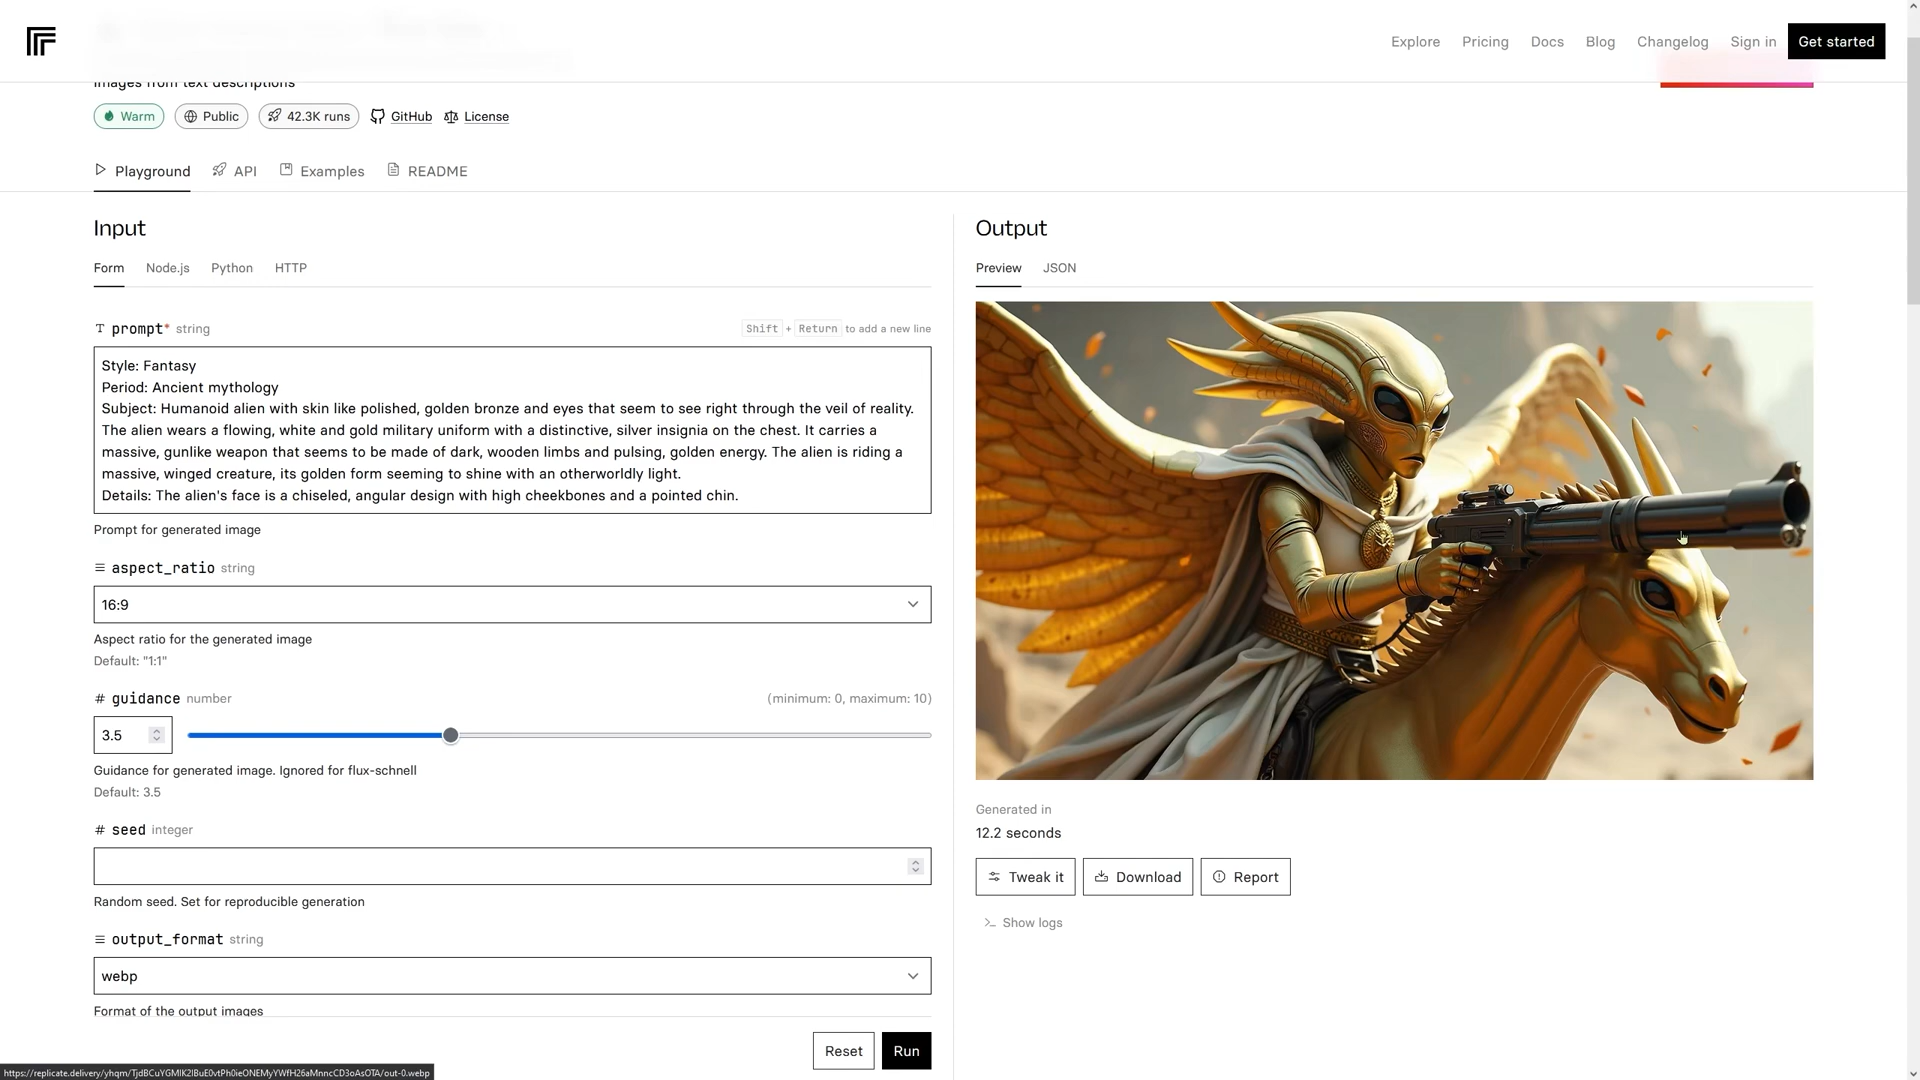 Explore Pricing Docs Blog Changelog Sign in Get started
images from text descriptions
Warm Public 42.3K runs GitHub License
Playground API Examples README
Input
Form Node.js Python HTTP
prompt* string Shift + Return to add a new line
Style: Fantasy
Period: Ancient mythology
Subject: Humanoid alien with skin like polished, golden bronze and eyes that seem to see right through the veil of reality.
The alien wears a flowing, white and gold military uniform with a distinctive, silver insignia on the chest. It carries a
massive, gunlike weapon that seems to be made of dark, wooden limbs and pulsing, golden energy. The alien is riding a
massive, winged creature, its golden form seeming to shine with an otherworldly light.
Details: The alien's face is a chiseled, angular design with high cheekbones and a pointed chin.
Prompt for generated image
aspect_ratio string
16:9
Aspect ratio for the generated image
Default: "1:1"
# guidance number (minimum: 0, maximum: 10)
3.5
Guidance for generated image. Ignored for flux-schnell
Default: 3.5
# seed integer
Random seed. Set for reproducible generation
output_format string
webp
Format of the output images
Reset Run
Output
Preview JSON
Generated in
12.2 seconds
Tweak it Download Report
Show logs